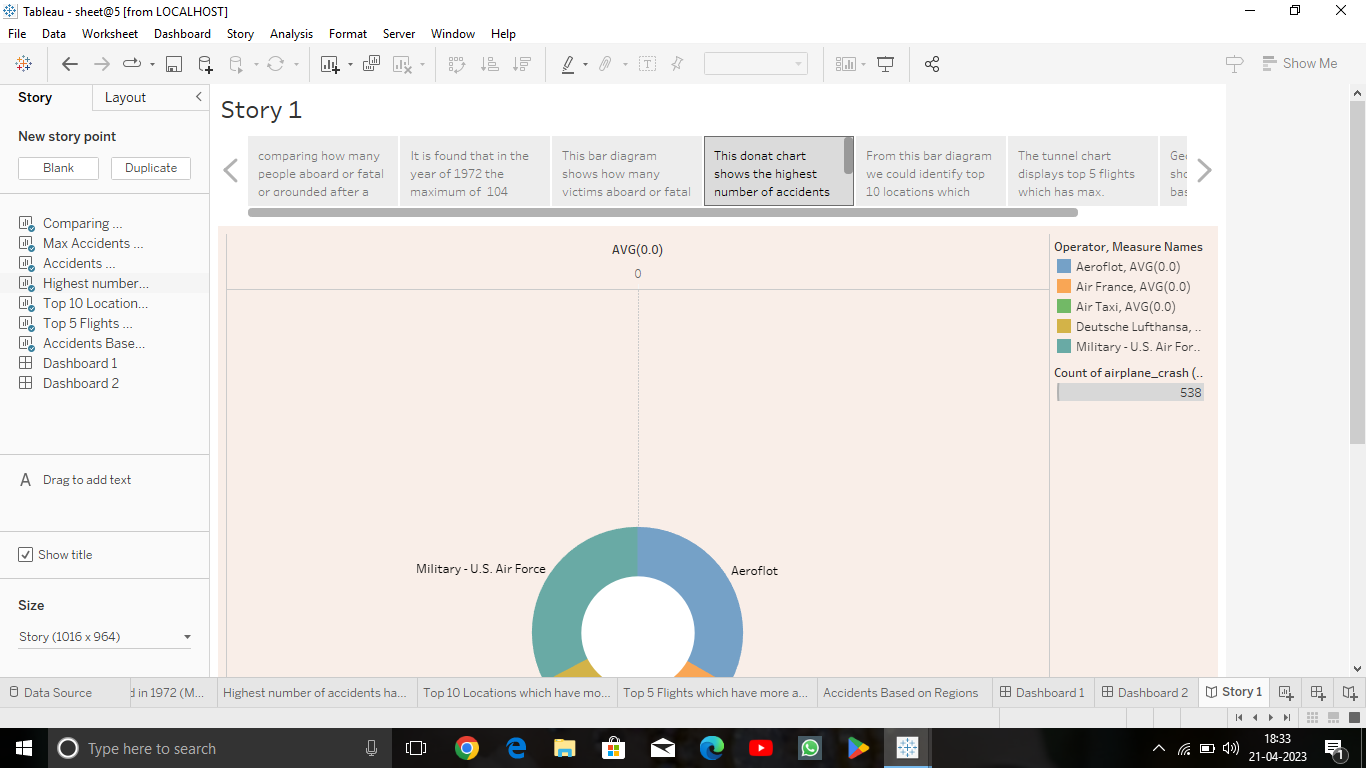 Tableau - sheet@5 [from LOCALHOST]
File Data Worksheet Dashboard Story Analysis Format Server Window Help
Show Me
Story Layout
New story point
Blank Duplicate
Comparing ...
Max Accidents ...
Accidents ...
Highest number...
Top 10 Location...
Top 5 Flights ...
Accidents Base...
Dashboard 1
Dashboard 2
A Drag to add text
Show title
Size
Story (1016 x 964)
Story 1
comparing how many
people aboard or fatal
or arounded after a
It is found that in the
year of 1972 the
maximum of 104
This bar diagram
shows how many
victims aboard or fatal
This donat chart
shows the highest
number of accidents
From this bar diagram
we could identify top
10 locations which
The tunnel chart
displays top 5 flights
which has max.
Geo
sho
bas
AVG(0.0)
0
Military - U.S. Air Force
Aeroflot
Operator, Measure Names
Aeroflot, AVG(0.0)
Air France, AVG(0.0)
Air Taxi, AVG(0.0)
Deutsche Lufthansa, ..
Military - U.S. Air For..
Count of airplane_crash (..
538
Data Source d in 1972 (M... Highest number of accidents ha... Top 10 Locations which have mo... Top 5 Flights which have more a... Accidents Based on Regions Dashboard 1 Dashboard 2 Story 1
Type here to search
18:33
21-04-2023
1